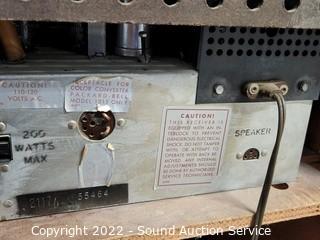 CAUTION!
110-120
VOLTS A.C.
RECEPTACLE FOR
COLOR CONVERTER
PACKARD-BELL
ONLY
200
WATTS
MAX
CAUTION!
THIS RECEIVER IS
EQUIPPED WITH AN IN-
TERLOCK TO PREVENT
DANGEROUS ELECTRICAL
SHOCK. DO NOT TAMPER
WITH, OR ATTEMPT TO
OPERATE WITH BACK RE-
MOVED. ANY INTERNAL
ADJUSTMENTS SHOULD
BE DONE BY AUTHORIZED
SERVICE TECHNICIANS.
SPEAKER
55464
Copyright 2022 - Sound Auction Service